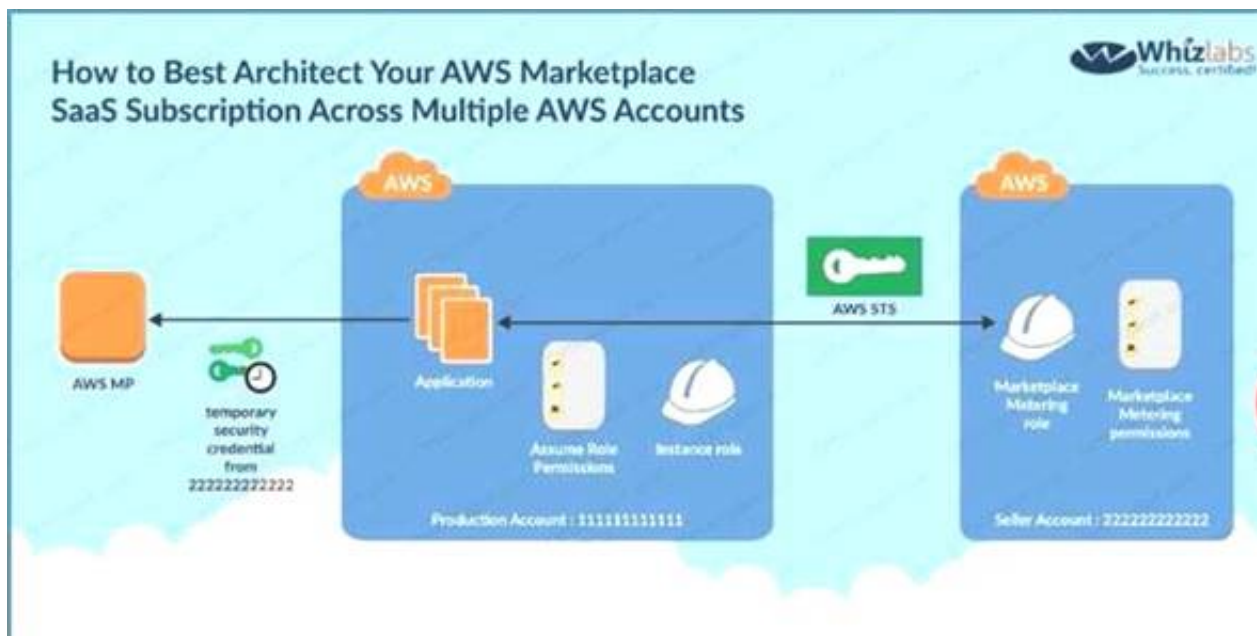 How to Best Architect Your AWS Marketplace
SaaS Subscription Across Multiple AWS Accounts
Whizlabs
Success, certified!
AWS
AWS
AWS STS
AWS MP
temporary
security
credential
from
222222222222
Application
Assume Role
Permissions
Instance role
Marketplace
Metering
role
Marketplace
Metering
permissions
Production Account : 111111111111
Seller Account : 222222222222